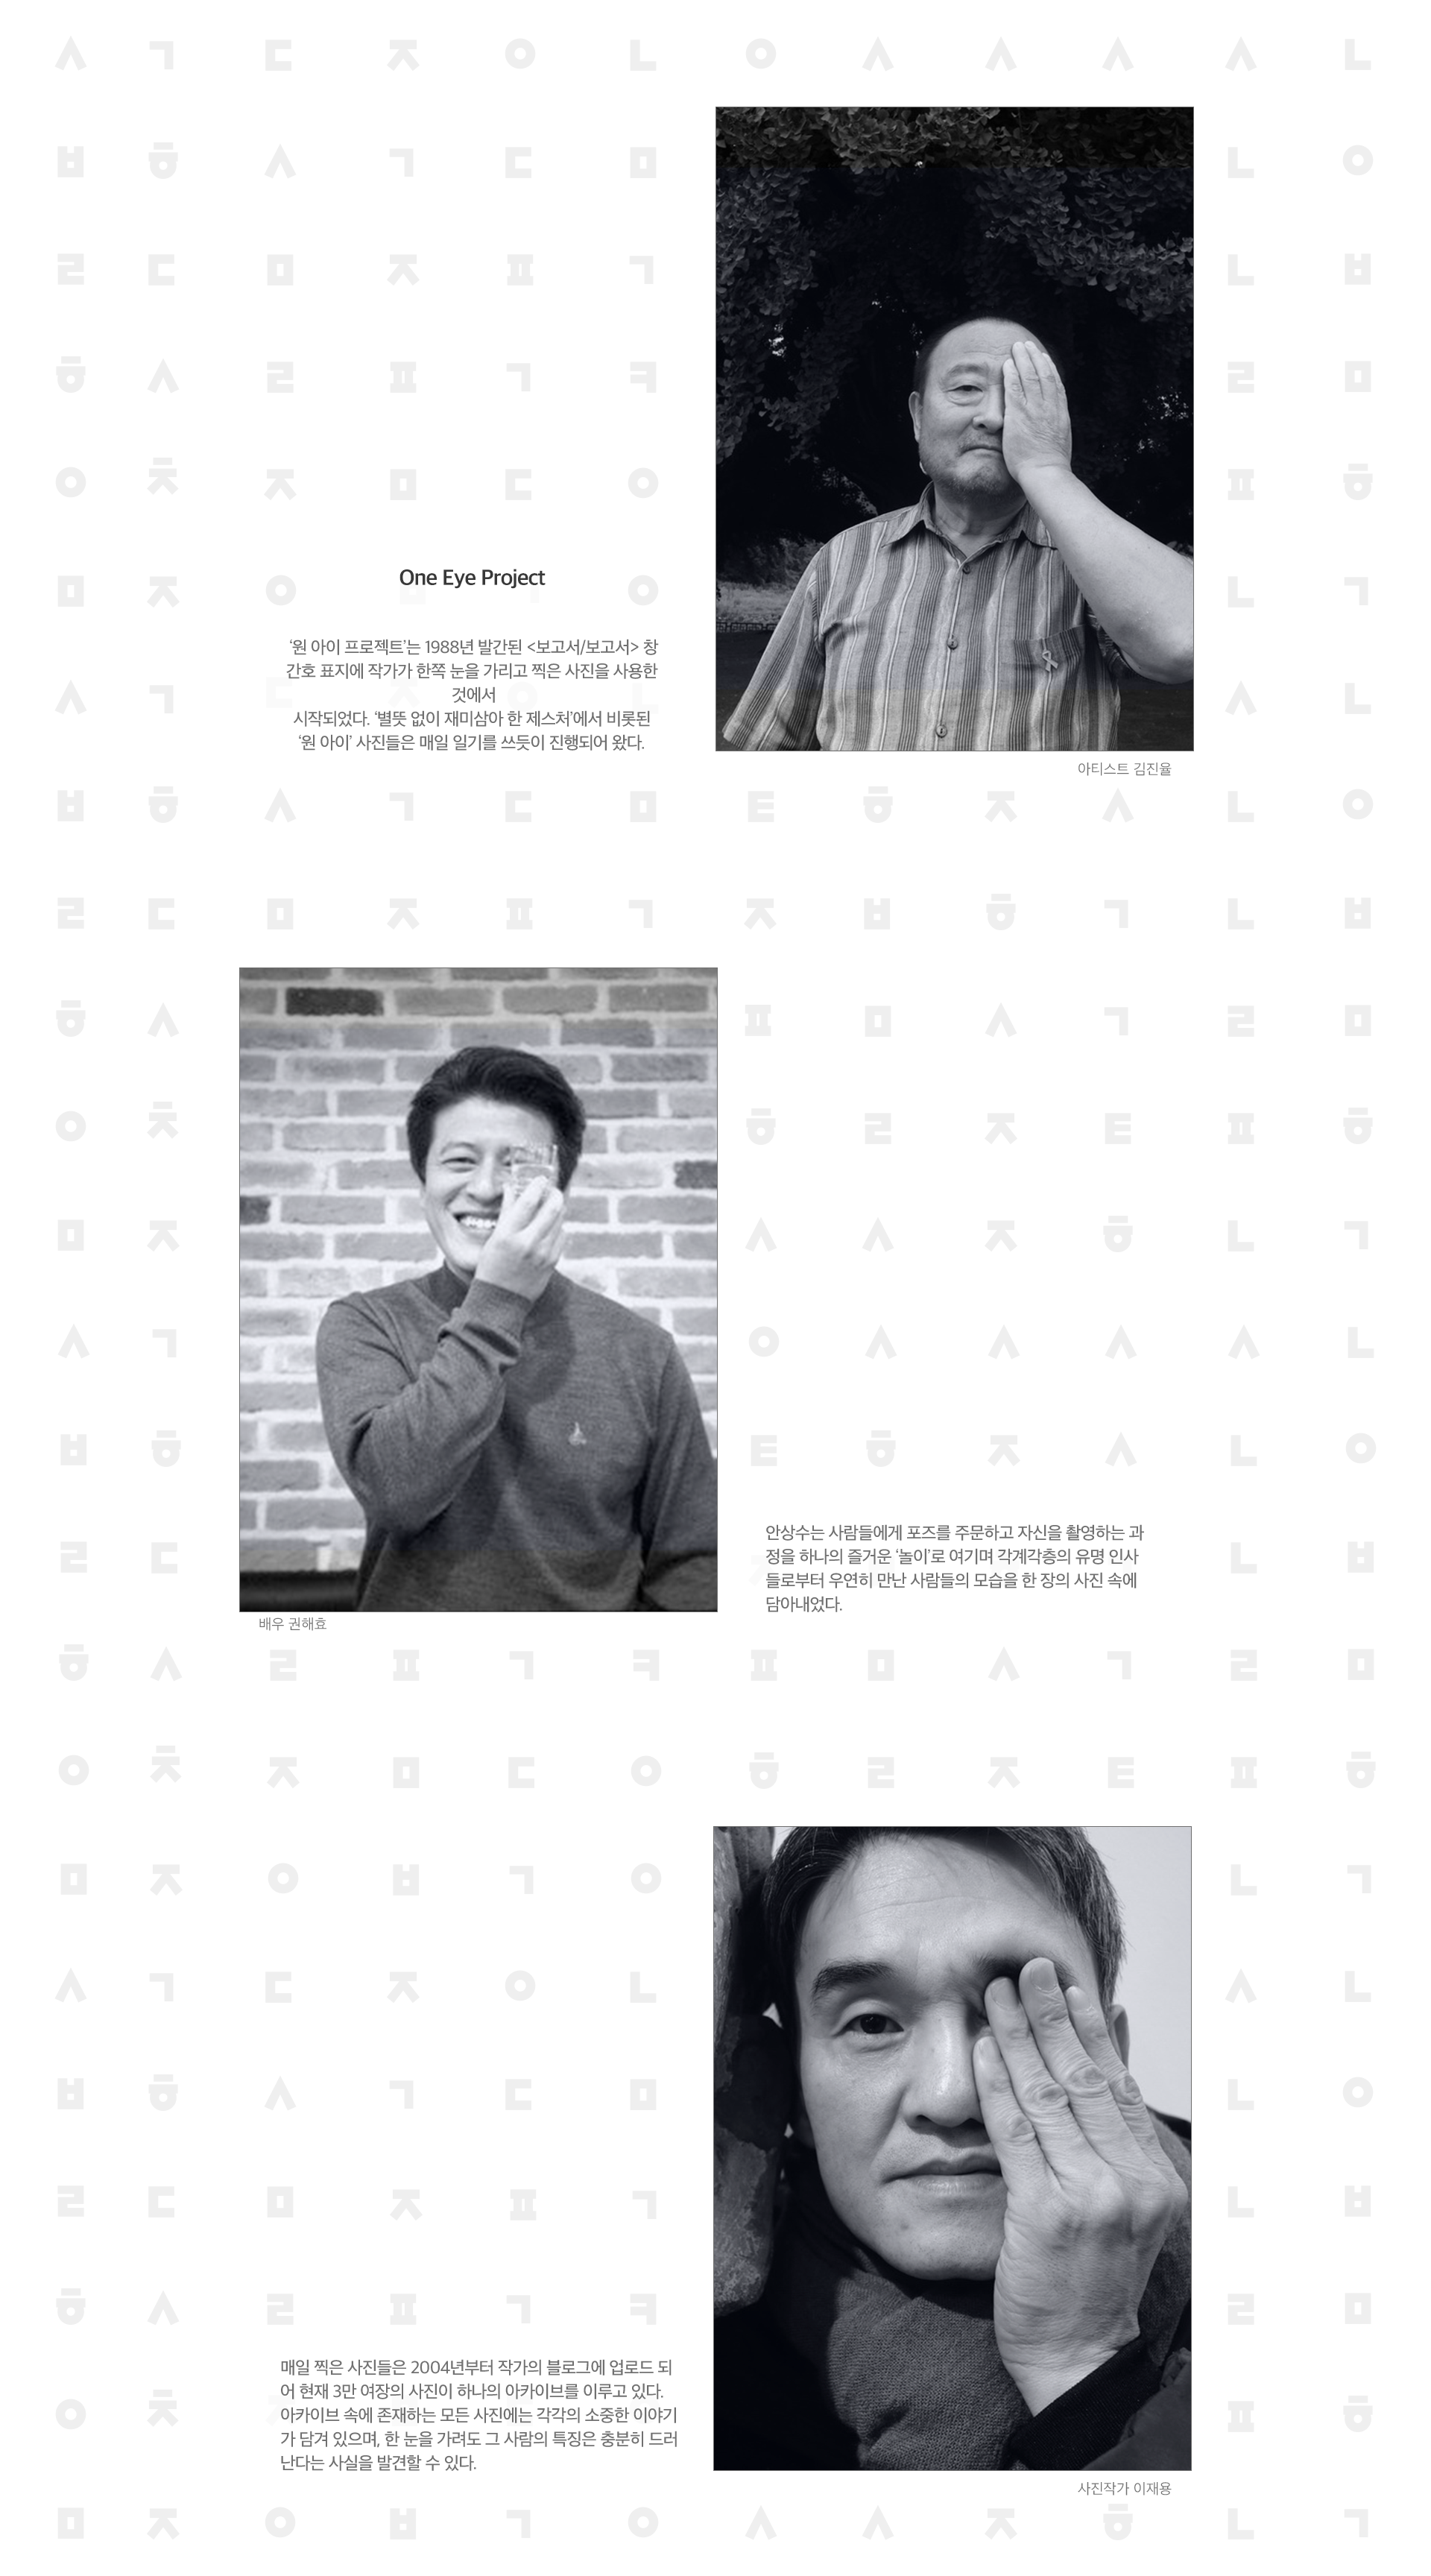 One Eye Project
‘원 아이 프로젝트’는 1988년 발간된 <보고서/보고서> 창
간호 표지에 작가가 한쪽 눈을 가리고 찍은 사진을 사용한
것에서
시작되었다. ‘별뜻 없이 재미삼아 한 제스처’에서 비롯된
‘원 아이’ 사진들은 매일 일기를 쓰듯이 진행되어 왔다.
아티스트 김진율
안상수는 사람들에게 포즈를 주문하고 자신을 촬영하는 과
정을 하나의 즐거운 ‘놀이’로 여기며 각계각층의 유명 인사
들로부터 우연히 만난 사람들의 모습을 한 장의 사진 속에
담아내었다.
배우 권해효
매일 찍은 사진들은 2004년부터 작가의 블로그에 업로드 되
어 현재 3만 여장의 사진이 하나의 아카이브를 이루고 있다.
아카이브 속에 존재하는 모든 사진에는 각각의 소중한 이야기
가 담겨 있으며, 한 눈을 가려도 그 사람의 특징은 충분히 드러
난다는 사실을 발견할 수 있다.
사진작가 이재용